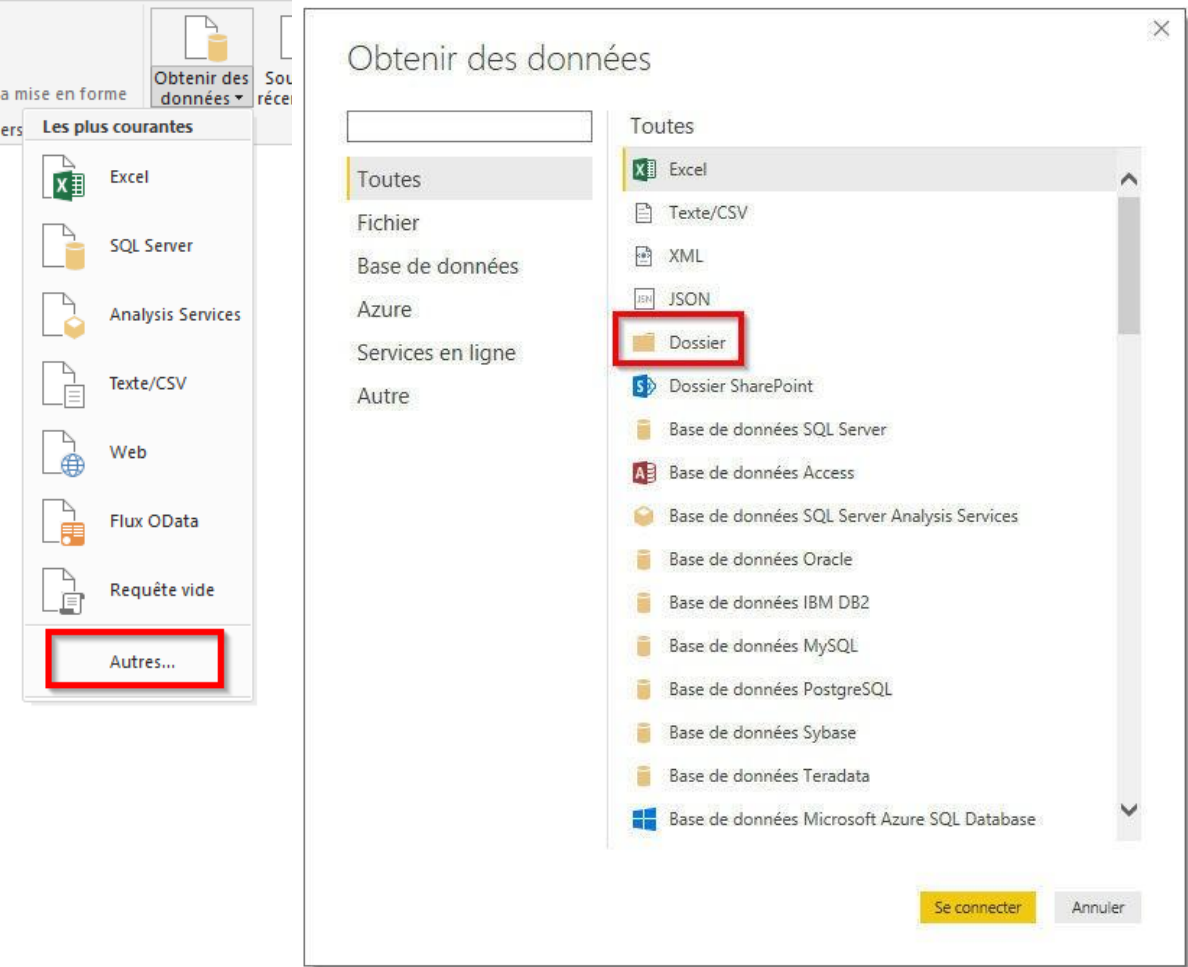 a mise en forme
Obtenir des
données
ers
Les plus courantes
Excel
SQL Server
Analysis Services
Texte/CSV
Web
Flux OData
Requête vide
Autres...
Obtenir des données
Toutes
Fichier
Base de données
Azure
Services en ligne
Autre
Toutes
Excel
Texte/CSV
XML
JSN JSON
Dossier
Dossier SharePoint
Base de données SQL Server
Base de données Access
Base de données SQL Server Analysis Services
Base de données Oracle
Base de données IBM DB2
Base de données MySQL
Base de données PostgreSQL
Base de données Sybase
Base de données Teradata
Base de données Microsoft Azure SQL Database
Se connecter
Annuler